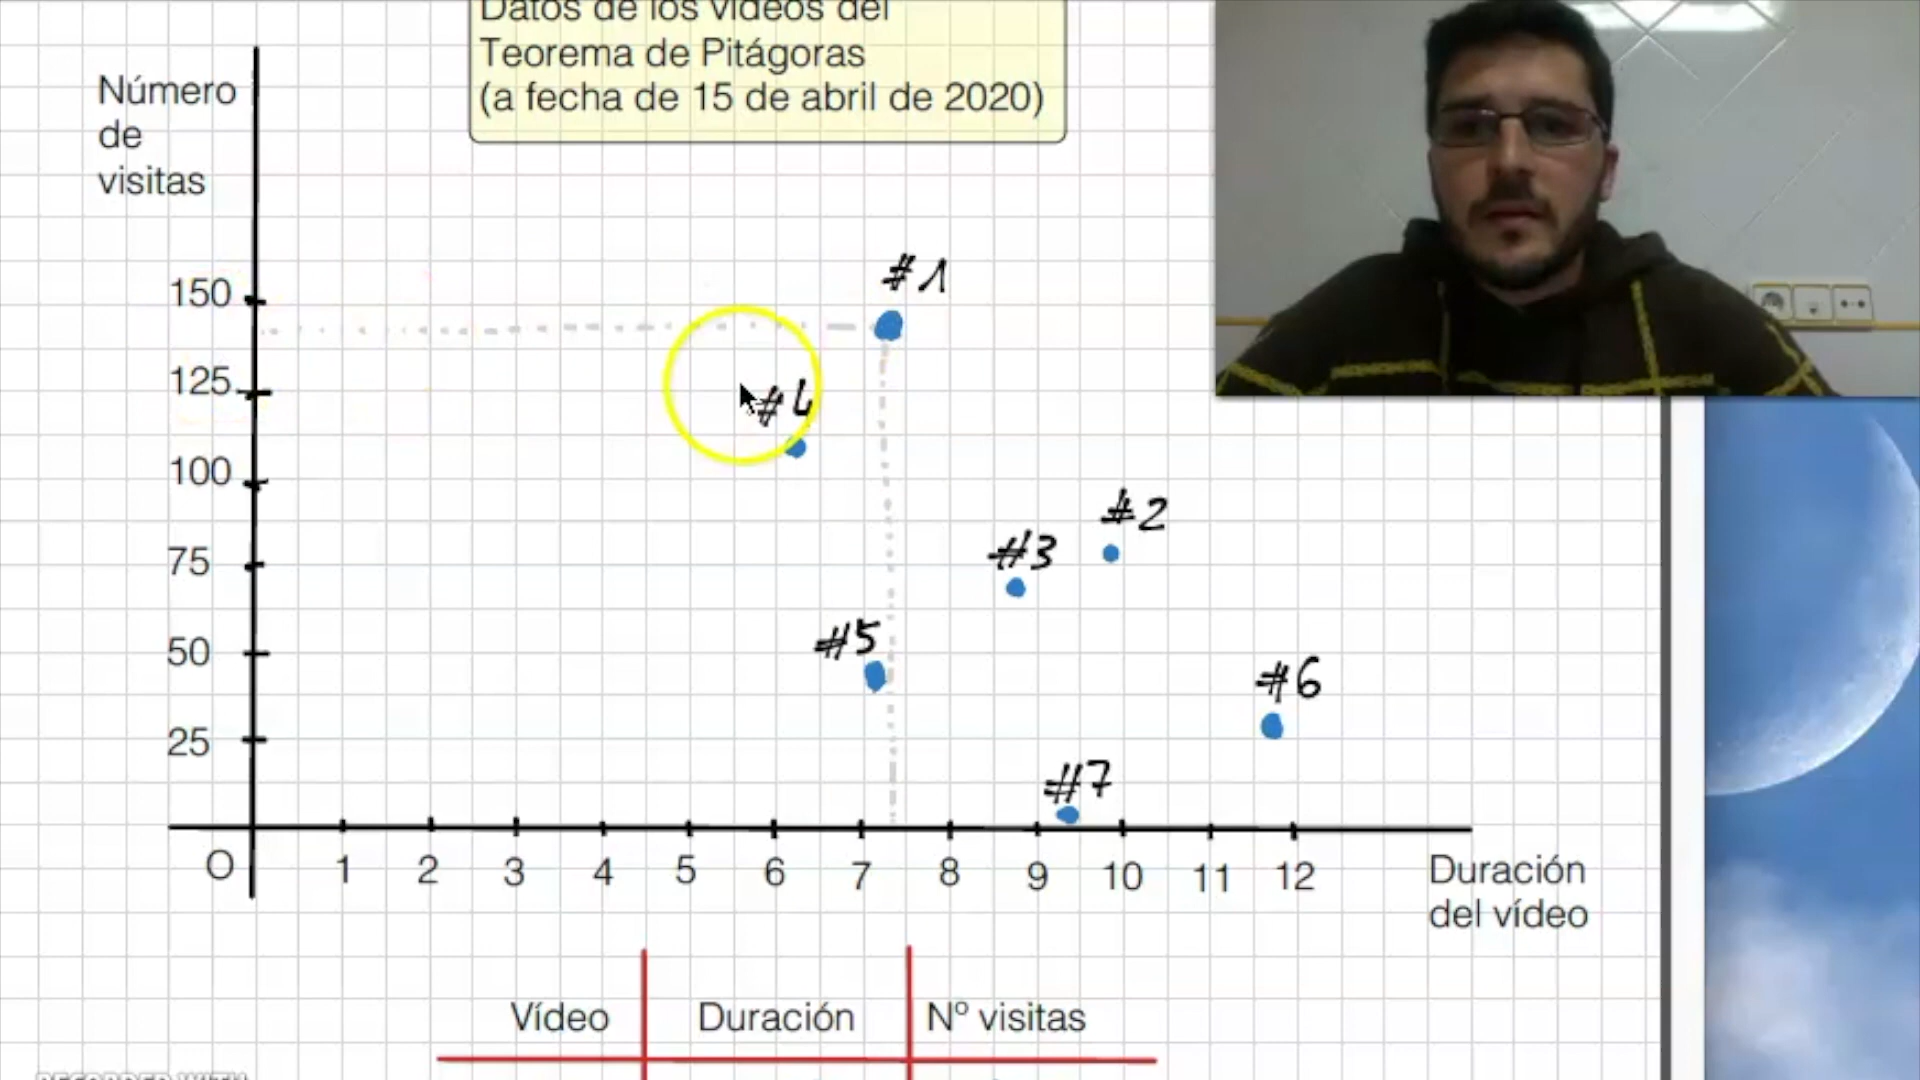 Datos de los vídeos del
Teorema de Pitágoras
(a fecha de 15 de abril de 2020)
Número
de
visitas
150
125
100
75
50
25
#1
#4
#2
#3
#5
#6
#7
O 1 2 3 4 5 6 7 8 9 10 11 12
Duración
del vídeo
Vídeo Duración Nº visitas
RECORDED WITH